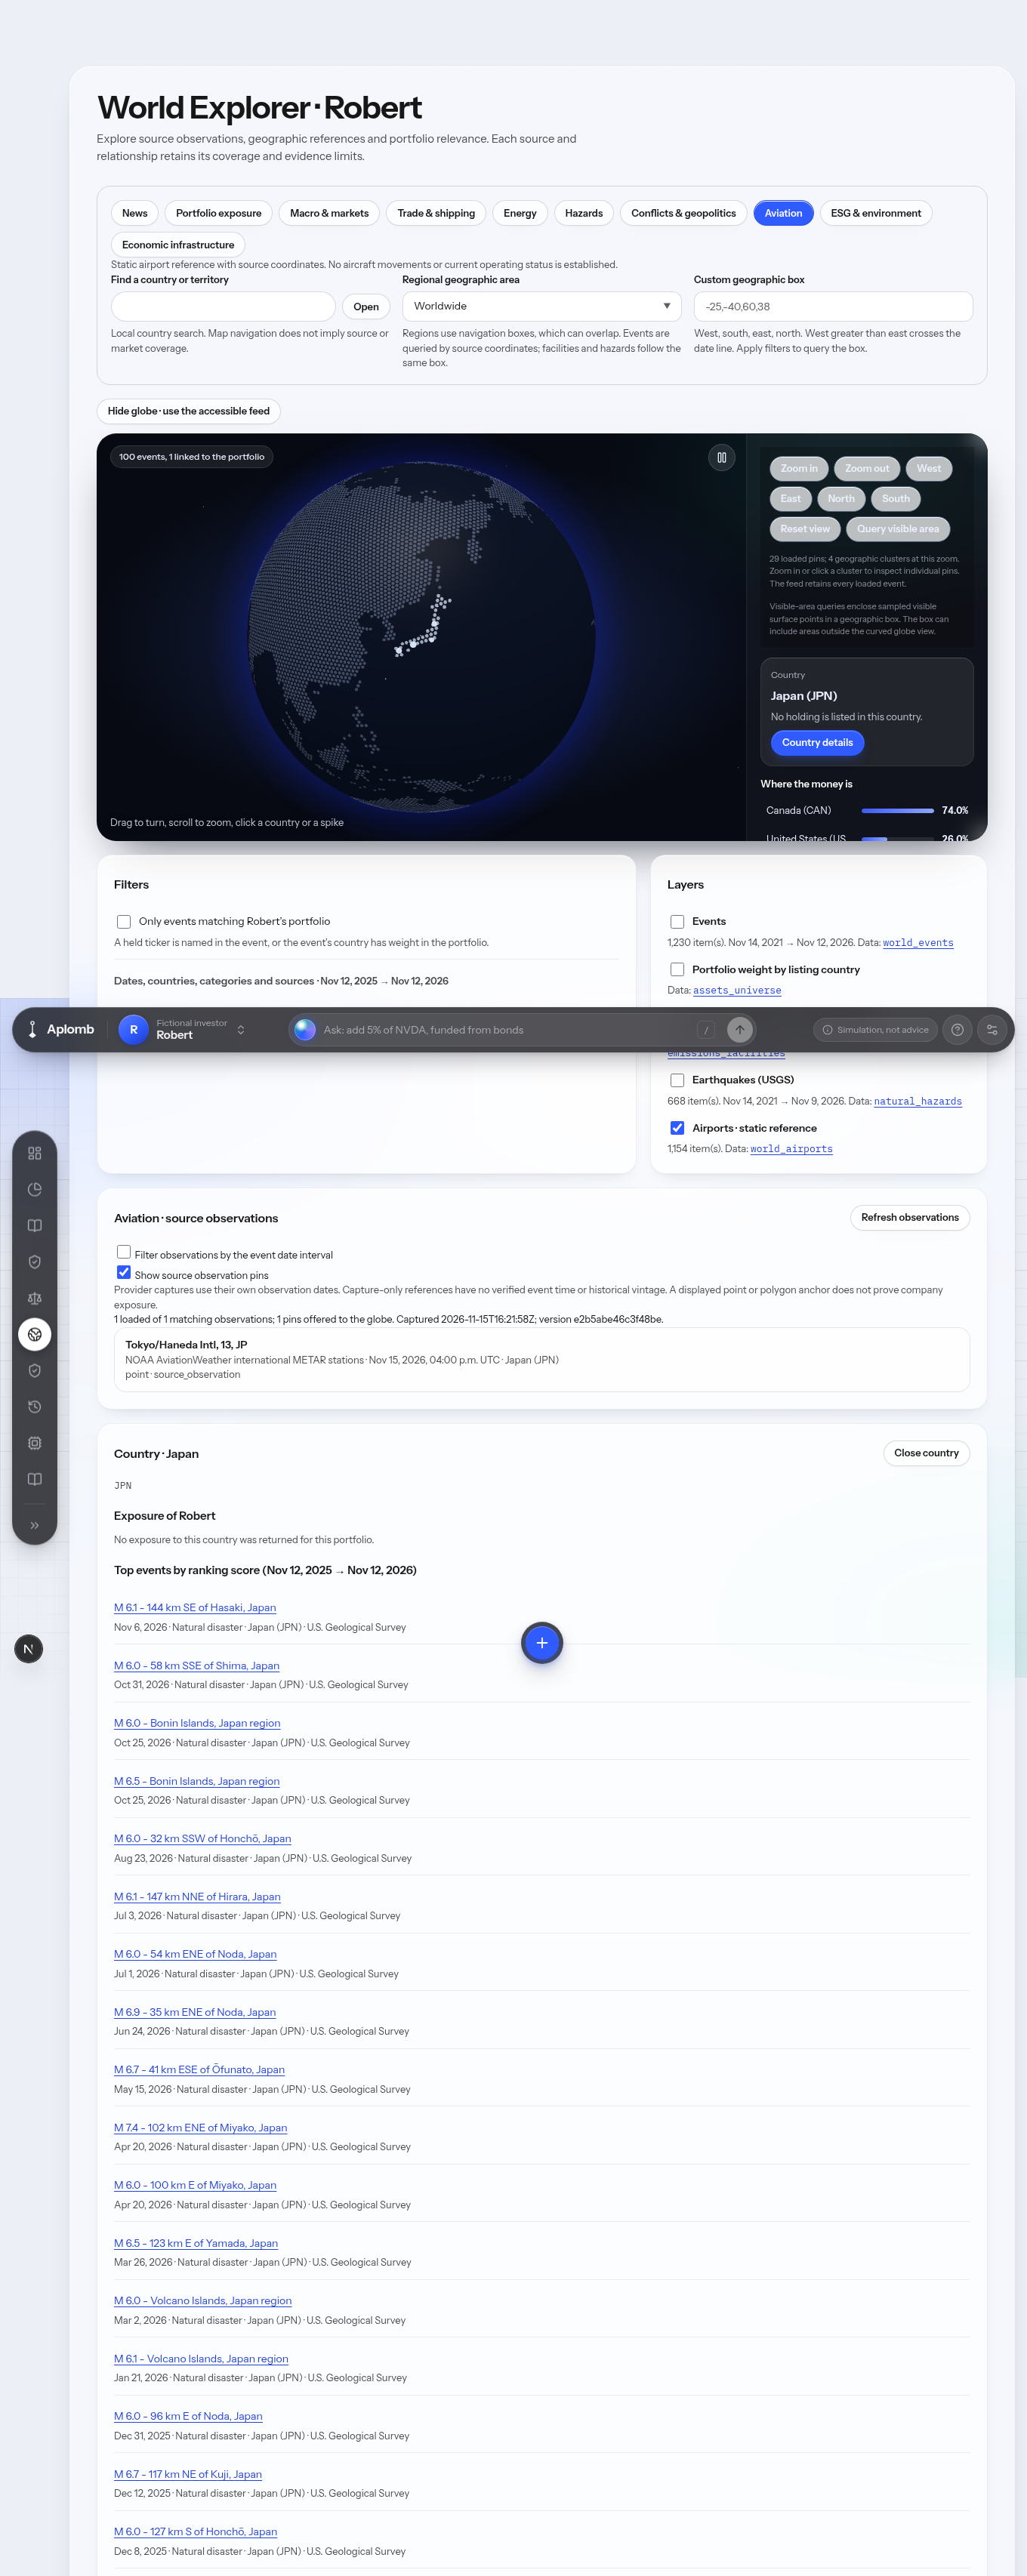 World Explorer · Robert
Explore source observations, geographic references and portfolio relevance. Each source and
relationship retains its coverage and evidence limits.
News
Portfolio exposure
Macro & markets
Trade & shipping
Energy
Hazards
Conflicts & geopolitics
Aviation
ESG & environment
Economic infrastructure
Static airport reference with source coordinates. No aircraft movements or current operating status is established.
Find a country or territory
Open
Local country search. Map navigation does not imply source or
market coverage.
Regional geographic area
Worldwide
Regions use navigation boxes, which can overlap. Events are
queried by source coordinates; facilities and hazards follow the
same box.
Custom geographic box
-25,-40,60,38
West, south, east, north. West greater than east crosses the
date line. Apply filters to query the box.
Hide globe · use the accessible feed
100 events, 1 linked to the portfolio
Drag to turn, scroll to zoom, click a country or a spike
Zoom in
Zoom out
West
East
North
South
Reset view
Query visible area
29 loaded pins; 4 geographic clusters at this zoom.
Zoom in or click a cluster to inspect individual pins.
The feed retains every loaded event.
Visible-area queries enclose sampled visible
surface points in a geographic box. The box can
include areas outside the curved globe view.
Country
Japan (JPN)
No holding is listed in this country.
Country details
Where the money is
Canada (CAN) 74.0%
United States (US 26.0%
Filters
Only events matching Robert's portfolio
A held ticker is named in the event, or the event's country has weight in the portfolio.
Dates, countries, categories and sources · Nov 12, 2025 → Nov 12, 2026
Layers
Events
1,230 item(s). Nov 14, 2021 → Nov 12, 2026. Data: world_events
Portfolio weight by listing country
Data: assets_universe
Aplomb
R
Fictional investor
Robert
Ask: add 5% of NVDA, funded from bonds
/
Simulation, not advice
emissions_facilities
Earthquakes (USGS)
668 item(s). Nov 14, 2021 → Nov 9, 2026. Data: natural_hazards
Airports · static reference
1,154 item(s). Data: world_airports
Aviation · source observations
Refresh observations
Filter observations by the event date interval
Show source observation pins
Provider captures use their own observation dates. Capture-only references have no verified event time or historical vintage. A displayed point or polygon anchor does not prove company
exposure.
1 loaded of 1 matching observations; 1 pins offered to the globe. Captured 2026-11-15T16:21:58Z; version e2b5abe46c3f48be.
Tokyo/Haneda Intl, 13, JP
NOAA AviationWeather international METAR stations · Nov 15, 2026, 04:00 p.m. UTC · Japan (JPN)
point · source_observation
Country · Japan
Close country
JPN
Exposure of Robert
No exposure to this country was returned for this portfolio.
Top events by ranking score (Nov 12, 2025 → Nov 12, 2026)
M 6.1 - 144 km SE of Hasaki, Japan
Nov 6, 2026 · Natural disaster · Japan (JPN) · U.S. Geological Survey
M 6.0 - 58 km SSE of Shima, Japan
Oct 31, 2026 · Natural disaster · Japan (JPN) · U.S. Geological Survey
M 6.0 - Bonin Islands, Japan region
Oct 25, 2026 · Natural disaster · Japan (JPN) · U.S. Geological Survey
M 6.5 - Bonin Islands, Japan region
Oct 25, 2026 · Natural disaster · Japan (JPN) · U.S. Geological Survey
M 6.0 - 32 km SSW of Honchō, Japan
Aug 23, 2026 · Natural disaster · Japan (JPN) · U.S. Geological Survey
M 6.1 - 147 km NNE of Hirara, Japan
Jul 3, 2026 · Natural disaster · Japan (JPN) · U.S. Geological Survey
M 6.0 - 54 km ENE of Noda, Japan
Jul 1, 2026 · Natural disaster · Japan (JPN) · U.S. Geological Survey
M 6.9 - 35 km ENE of Noda, Japan
Jun 24, 2026 · Natural disaster · Japan (JPN) · U.S. Geological Survey
M 6.7 - 41 km ESE of Ōfunato, Japan
May 15, 2026 · Natural disaster · Japan (JPN) · U.S. Geological Survey
M 7.4 - 102 km ENE of Miyako, Japan
Apr 20, 2026 · Natural disaster · Japan (JPN) · U.S. Geological Survey
M 6.0 - 100 km E of Miyako, Japan
Apr 20, 2026 · Natural disaster · Japan (JPN) · U.S. Geological Survey
M 6.5 - 123 km E of Yamada, Japan
Mar 26, 2026 · Natural disaster · Japan (JPN) · U.S. Geological Survey
M 6.0 - Volcano Islands, Japan region
Mar 2, 2026 · Natural disaster · Japan (JPN) · U.S. Geological Survey
M 6.1 - Volcano Islands, Japan region
Jan 21, 2026 · Natural disaster · Japan (JPN) · U.S. Geological Survey
M 6.0 - 96 km E of Noda, Japan
Dec 31, 2025 · Natural disaster · Japan (JPN) · U.S. Geological Survey
M 6.7 - 117 km NE of Kuji, Japan
Dec 12, 2025 · Natural disaster · Japan (JPN) · U.S. Geological Survey
M 6.0 - 127 km S of Honchō, Japan
Dec 8, 2025 · Natural disaster · Japan (JPN) · U.S. Geological Survey
N